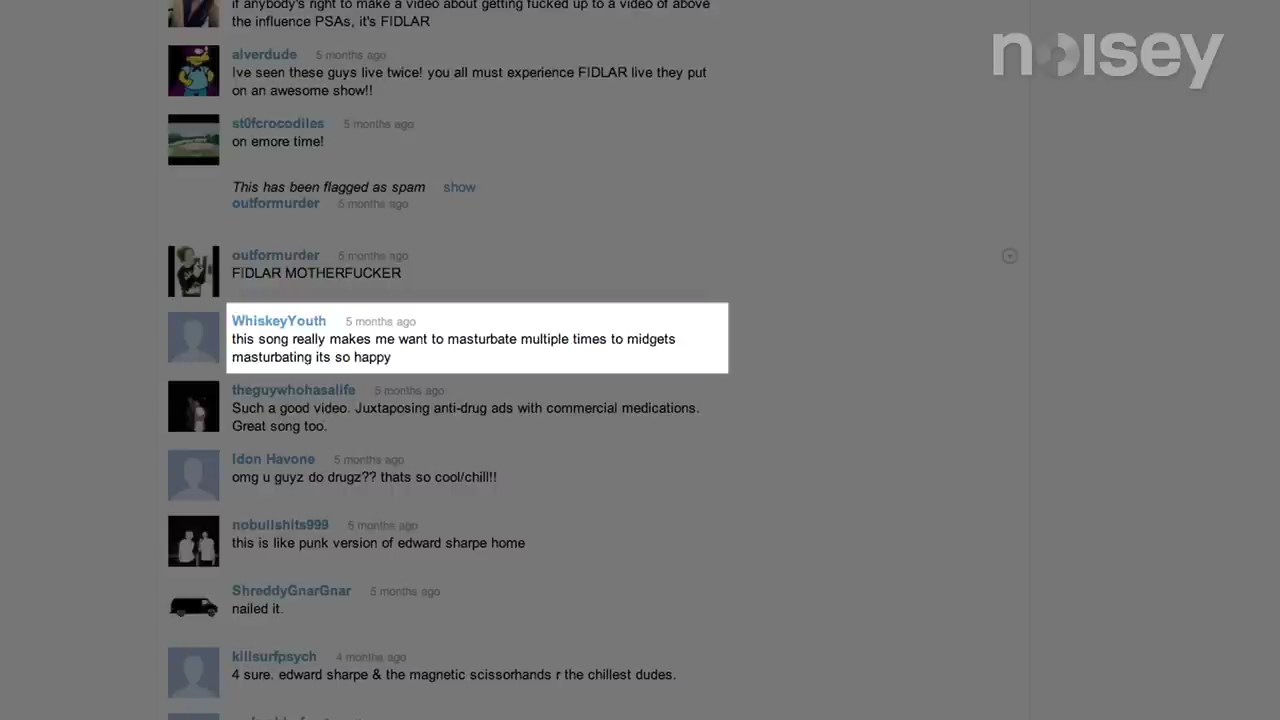 if anybody's right to make a video about getting fucked up to a video of above
the influence PSAs, it's FIDLAR
noisey
alverdude 5 months ago
Ive seen these guys live twice! you all must experience FIDLAR live they put
on an awesome show!!
st0fcrocodiles 5 months ago
on emore time!
This has been flagged as spam show
outformurder 5 months ago
outformurder 5 months ago
FIDLAR MOTHERFUCKER
WhiskeyYouth 5 months ago
this song really makes me want to masturbate multiple times to midgets
masturbating its so happy
theguywhohasalife 5 months ago
Such a good video. Juxtaposing anti-drug ads with commercial medications.
Great song too.
Idon Havone 5 months ago
omg u guyz do drugz?? thats so cool/chill!!
nobullshits999 5 months ago
this is like punk version of edward sharpe home
ShreddyGnarGnar 5 months ago
nailed it.
killsurfpsych 4 months ago
4 sure. edward sharpe & the magnetic scissorhands r the chillest dudes.